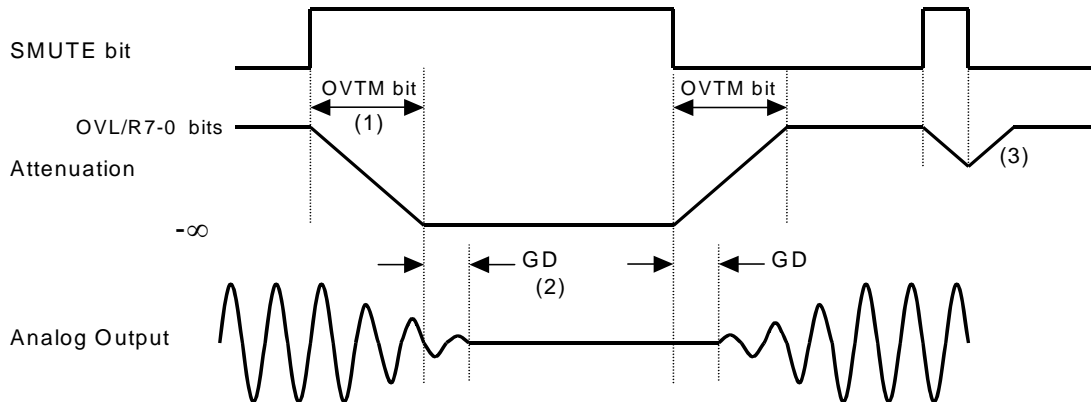 SMUTE bit
OVTM bit
OVTM bit
(1)
OVL/R7-0 bits
(3)
Attenuation
-∞
GD
GD
(2)
Analog Output